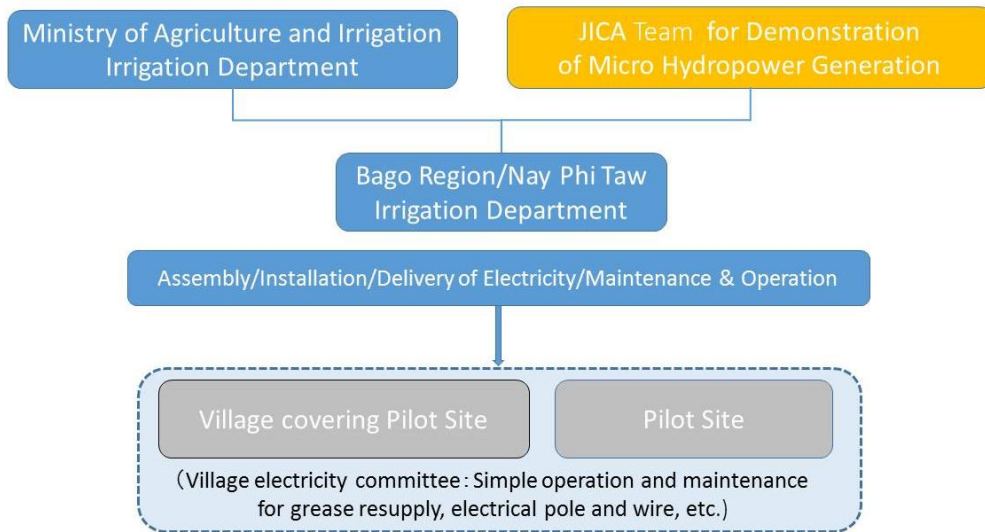 Ministry of Agriculture and Irrigation
Irrigation Department
JICA Team for Demonstration
of Micro Hydropower Generation
Bago Region/Nay Phi Taw
Irrigation Department
Assembly/Installation/Delivery of Electricity/Maintenance & Operation
Village covering Pilot Site
Pilot Site
(Village electricity committee: Simple operation and maintenance
for grease resupply, electrical pole and wire, etc.)